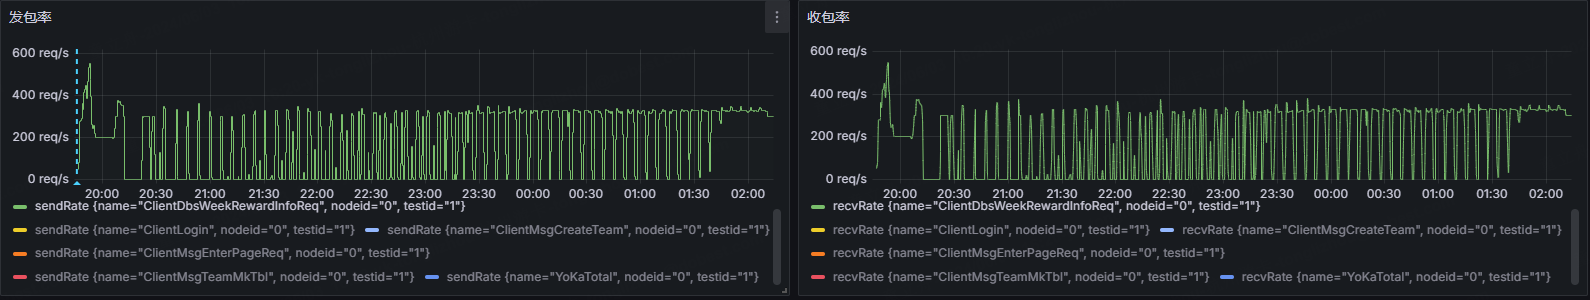 发包率
600 req/s
400 req/s
200 req/s
0 req/s
20:00 20:30 21:00 21:30 22:00 22:30 23:00 23:30 00:00 00:30 01:00 01:30 02:00
sendRate {name="ClientDbsWeekRewardInfoReq", nodeid="0", testid="1"}
sendRate {name="ClientLogin", nodeid="0", testid="1"} sendRate {name="ClientMsgCreateTeam", nodeid="0", testid="1"}
sendRate {name="ClientMsgEnterPageReq", nodeid="0", testid="1"}
sendRate {name="ClientMsgTeamMkTbl", nodeid="0", testid="1"} sendRate {name="YoKaTotal", nodeid="0", testid="1"}
收包率
600 req/s
400 req/s
200 req/s
0 req/s
20:00 20:30 21:00 21:30 22:00 22:30 23:00 23:30 00:00 00:30 01:00 01:30 02:00
recvRate {name="ClientDbsWeekRewardInfoReq", nodeid="0", testid="1"}
recvRate {name="ClientLogin", nodeid="0", testid="1"} recvRate {name="ClientMsgCreateTeam", nodeid="0", testid="1"}
recvRate {name="ClientMsgEnterPageReq", nodeid="0", testid="1"}
recvRate {name="ClientMsgTeamMkTbl", nodeid="0", testid="1"} recvRate {name="YoKaTotal", nodeid="0", testid="1"}